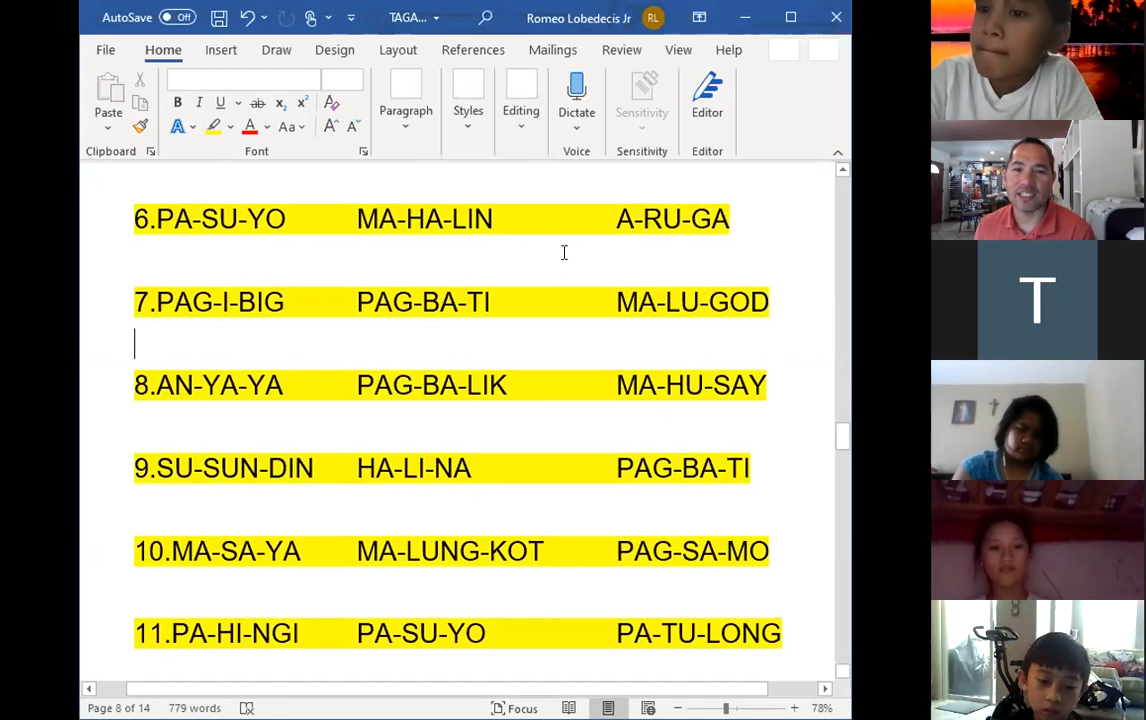 AutoSave Off TAGA... Romeo Lobedecis Jr RL
File Home Insert Draw Design Layout References Mailings Review View Help
Paste B I U ab x₂ x² A Aa A A Paragraph Styles Editing Dictate Sensitivity Editor
Clipboard Font Voice Sensitivity Editor
6.PA-SU-YO MA-HA-LIN A-RU-GA
7.PAG-I-BIG PAG-BA-TI MA-LU-GOD
8.AN-YA-YA PAG-BA-LIK MA-HU-SAY
9.SU-SUN-DIN HA-LI-NA PAG-BA-TI
10.MA-SA-YA MA-LUNG-KOT PAG-SA-MO
11.PA-HI-NGI PA-SU-YO PA-TU-LONG
Page 8 of 14 779 words Focus 78%
T